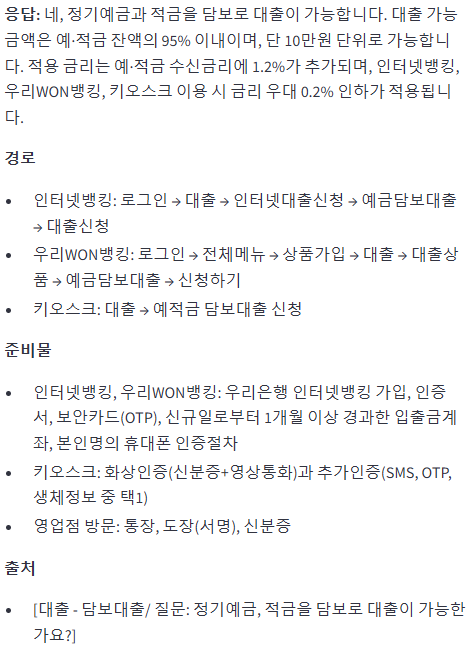 응답: 네, 정기예금과 적금을 담보로 대출이 가능합니다. 대출 가능
금액은 예·적금 잔액의 95% 이내이며, 단 10만원 단위로 가능합니
다. 적용 금리는 예·적금 수신금리에 1.2%가 추가되며, 인터넷뱅킹,
우리WON뱅킹, 키오스크 이용 시 금리 우대 0.2% 인하가 적용됩니
다.
경로
• 인터넷뱅킹: 로그인 → 대출 → 인터넷대출신청 → 예금담보대출
→ 대출신청
• 우리WON뱅킹: 로그인 → 전체메뉴 → 상품가입 → 대출 → 대출상
품 → 예금담보대출 → 신청하기
• 키오스크: 대출 → 예적금 담보대출 신청
준비물
• 인터넷뱅킹, 우리WON뱅킹: 우리은행 인터넷뱅킹 가입, 인증
서, 보안카드(OTP), 신규일로부터 1개월 이상 경과한 입출금계
좌, 본인명의 휴대폰 인증절차
• 키오스크: 화상인증(신분증+영상통화)과 추가인증(SMS, OTP,
생체정보 중 택1)
• 영업점 방문: 통장, 도장(서명), 신분증
출처
• [대출 - 담보대출/ 질문: 정기예금, 적금을 담보로 대출이 가능한
가요?]